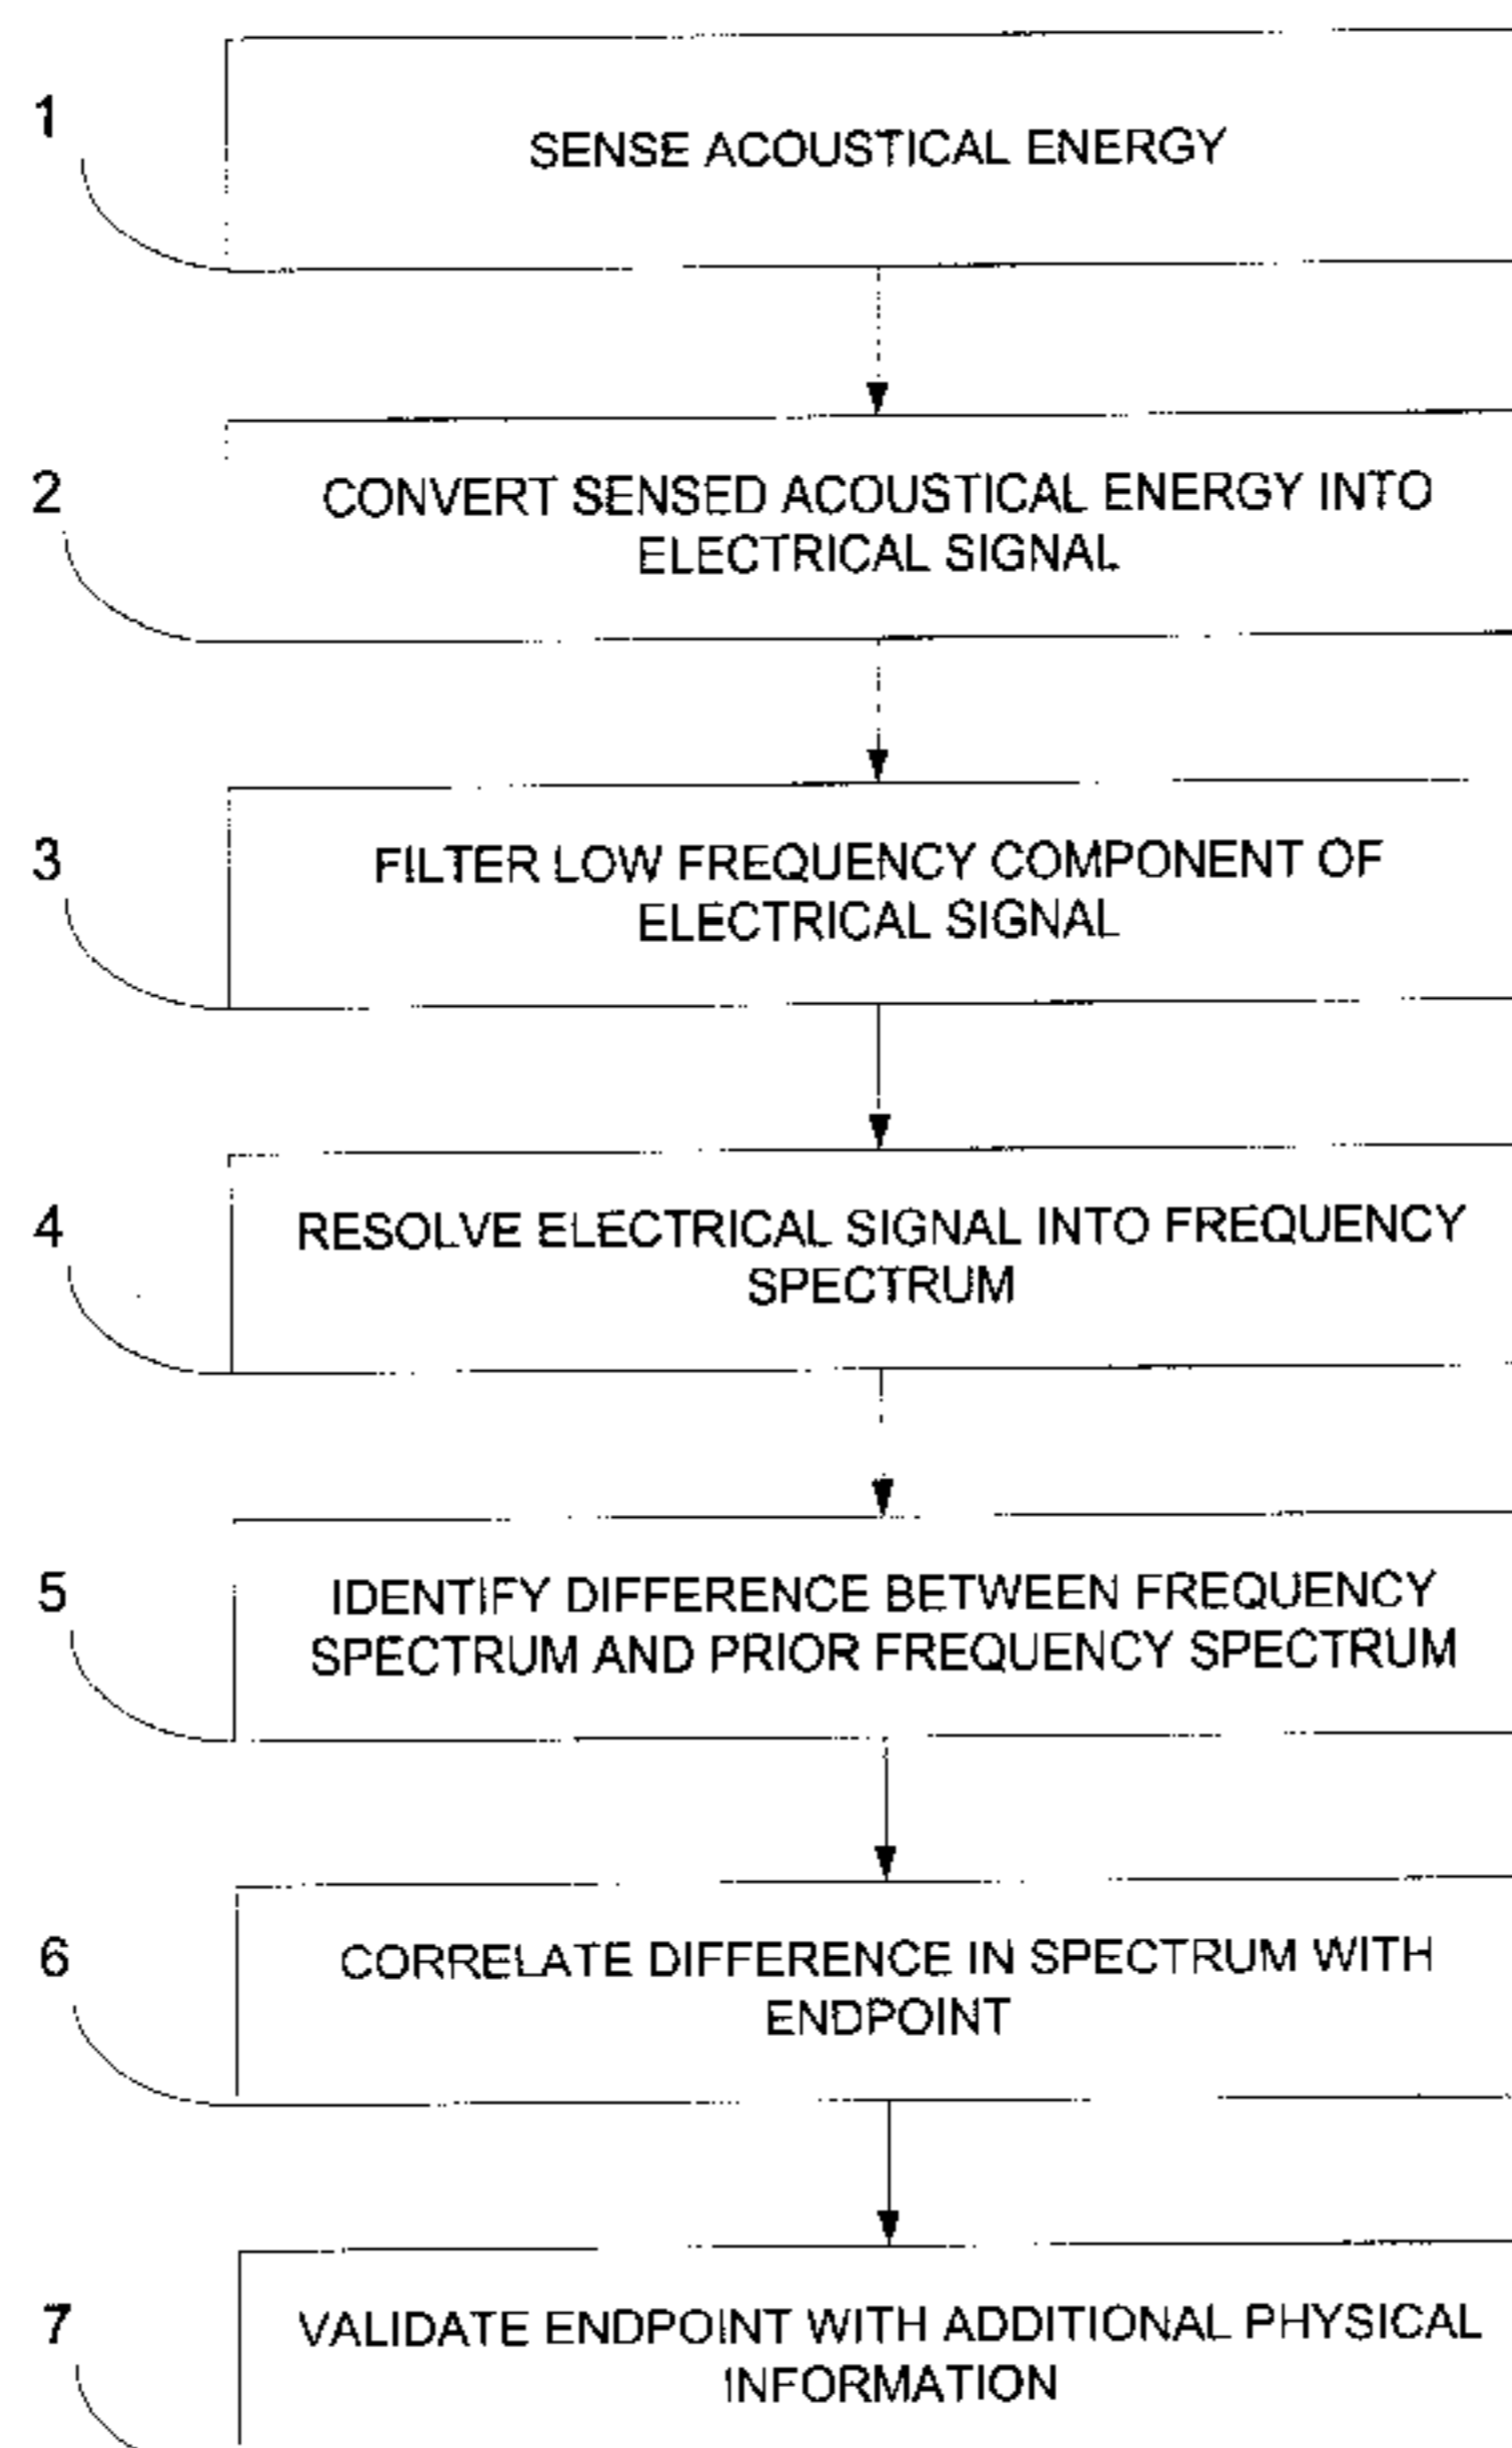 1
SENSE ACOUSTICAL ENERGY
2
CONVERT SENSED ACOUSTICAL ENERGY INTO
ELECTRICAL SIGNAL
3
FILTER LOW FREQUENCY COMPONENT OF
ELECTRICAL SIGNAL
4
RESOLVE ELECTRICAL SIGNAL INTO FREQUENCY
SPECTRUM
5
IDENTIFY DIFFERENCE BETWEEN FREQUENCY
SPECTRUM AND PRIOR FREQUENCY SPECTRUM
6
CORRELATE DIFFERENCE IN SPECTRUM WITH
ENDPOINT
7
VALIDATE ENDPOINT WITH ADDITIONAL PHYSICAL
INFORMATION